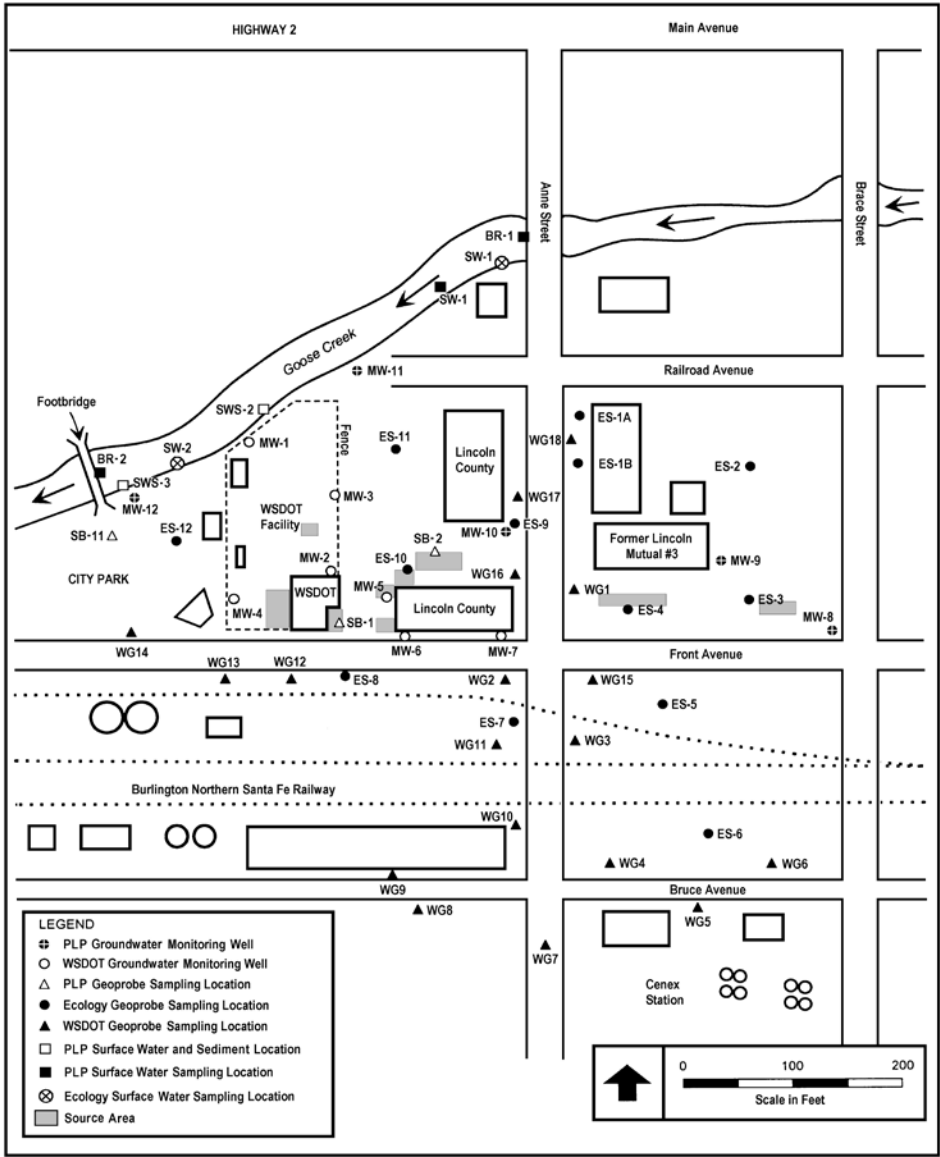 HIGHWAY 2
Main Avenue
Anne Street
Brace Street
BR-1
SW-1
SW-1
Goose Creek
Railroad Avenue
MW-11
Footbridge
SWS-2
ES-1A
MW-1
Fence
ES-11
Lincoln
County
WG18
SW-2
BR-2
ES-1B
ES-2
SWS-3
MW-3
WG17
MW-12
WSDOT
Facility
ES-9
MW-10
ES-12
SB-11
SB-2
Former Lincoln
Mutual #3
MW-9
MW-2
ES-10
WG16
CITY PARK
MW-5
WSDOT
WG1
MW-4
Lincoln County
ES-3
ES-4
SB-1
MW-8
WG14
MW-6
MW-7
Front Avenue
WG13
WG12
ES-8
WG2
WG15
ES-5
ES-7
WG11
WG3
Burlington Northern Santa Fe Railway
WG10
ES-6
WG4
WG6
WG9
Bruce Avenue
WG8
WG5
WG7
Cenex
Station
LEGEND
PLP Groundwater Monitoring Well
WSDOT Groundwater Monitoring Well
PLP Geoprobe Sampling Location
Ecology Geoprobe Sampling Location
WSDOT Geoprobe Sampling Location
PLP Surface Water and Sediment Location
PLP Surface Water Sampling Location
Ecology Surface Water Sampling Location
Source Area
0 100 200
Scale in Feet